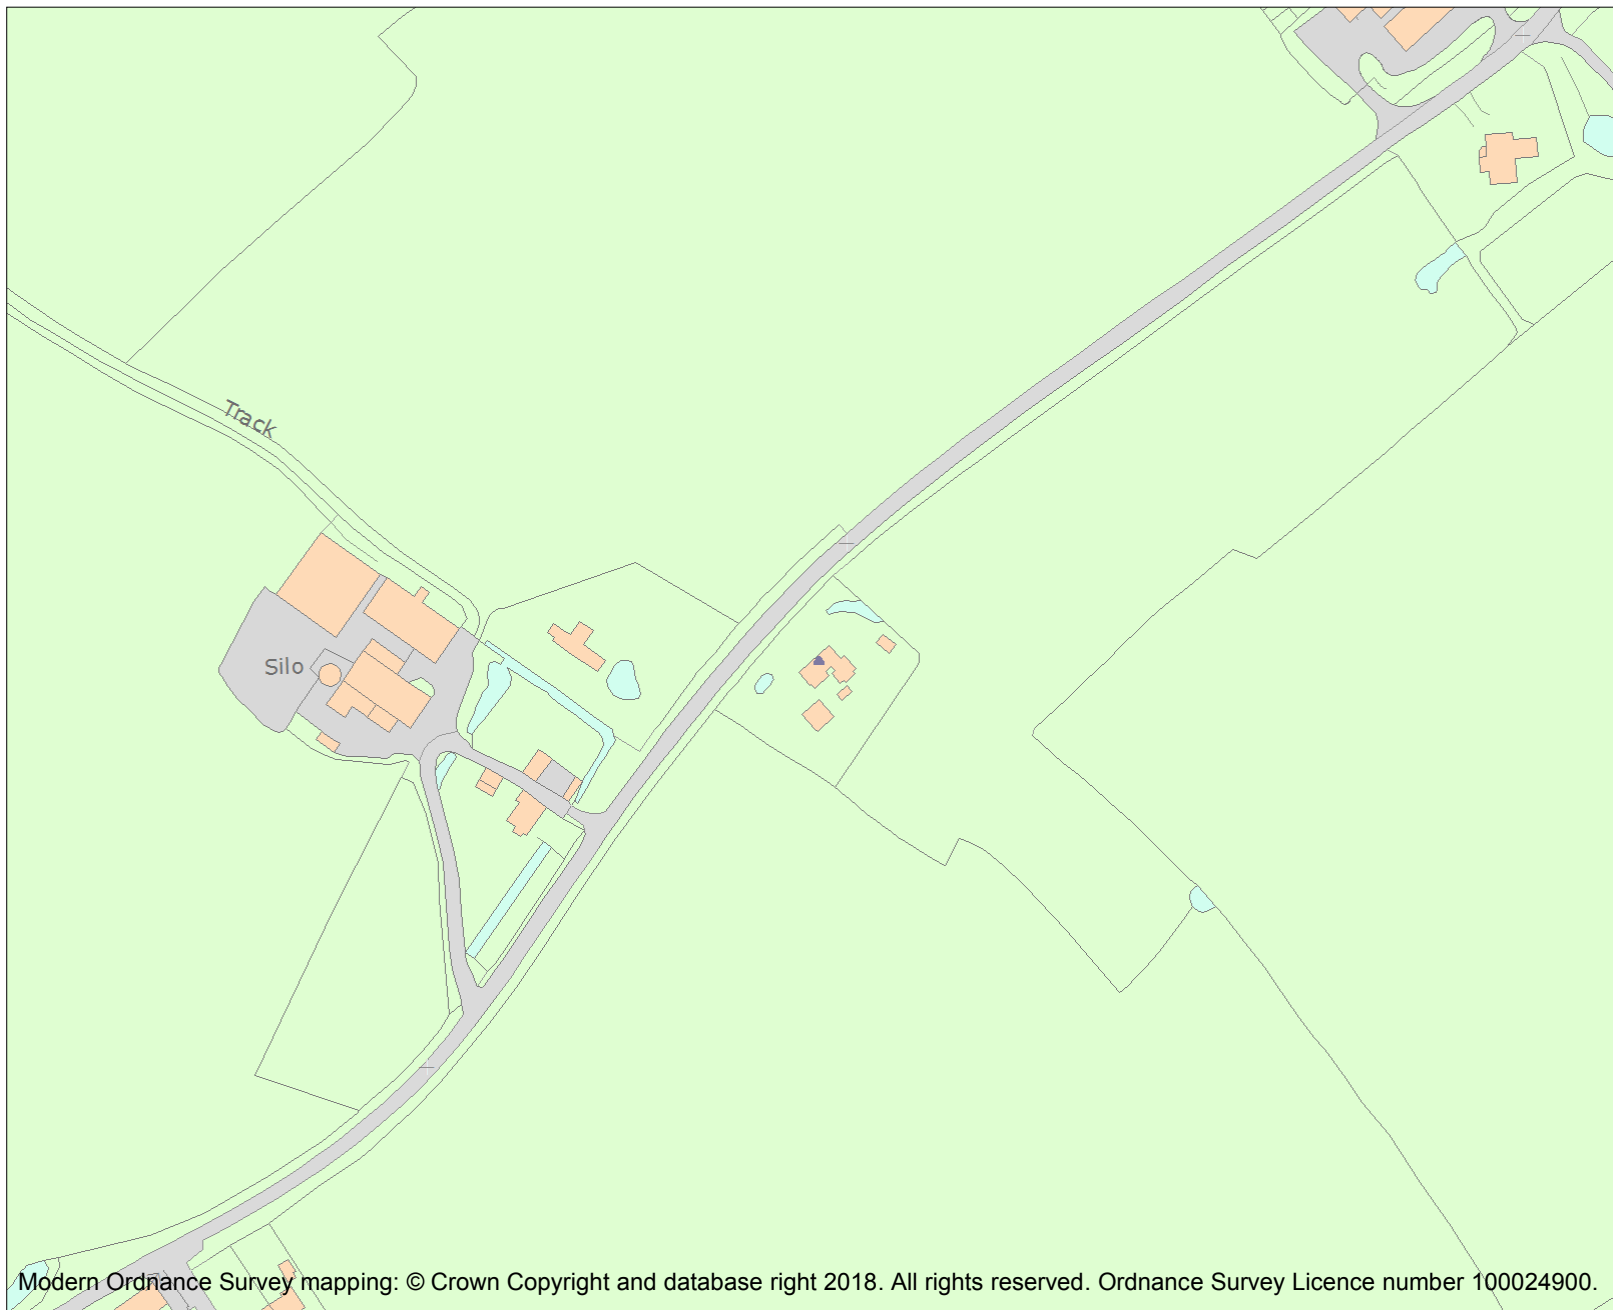 Track
Silo
Modern Ordnance Survey mapping: © Crown Copyright and database right 2018. All rights reserved. Ordnance Survey Licence number 100024900.